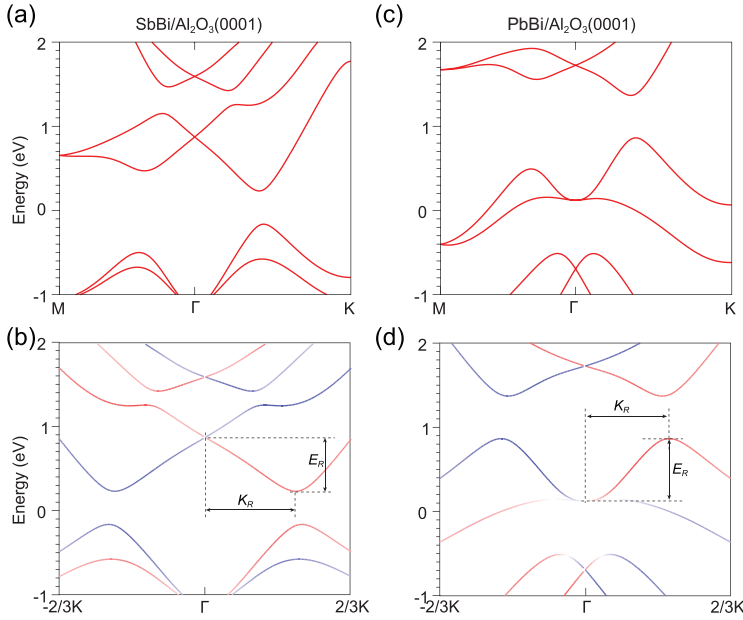 (a)
SbBi/Al₂O₃(0001)
2
1
0
-1
Energy (eV)
M
Γ
K
(c)
PbBi/Al₂O₃(0001)
2
1
0
-1
M
Γ
K
(b)
2
1
0
-1
Energy (eV)
E_R
K_R
-2/3K
Γ
2/3K
(d)
2
1
0
-1
K_R
E_R
-2/3K
Γ
2/3K